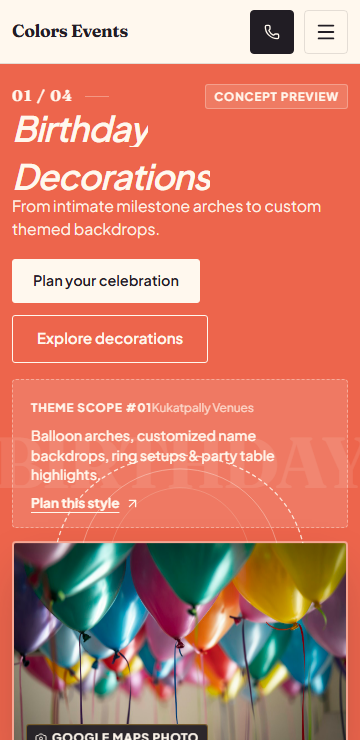 Colors Events
01 / 04
CONCEPT PREVIEW
Birthday
Decorations
From intimate milestone arches to custom
themed backdrops.
Plan your celebration
Explore decorations
THEME SCOPE #01Kukatpally Venues
BIRTHDAY
Balloon arches, customized name
backdrops, ring setups & party table
highlights.
Plan this style
GOOGLE MAPS PHOTO